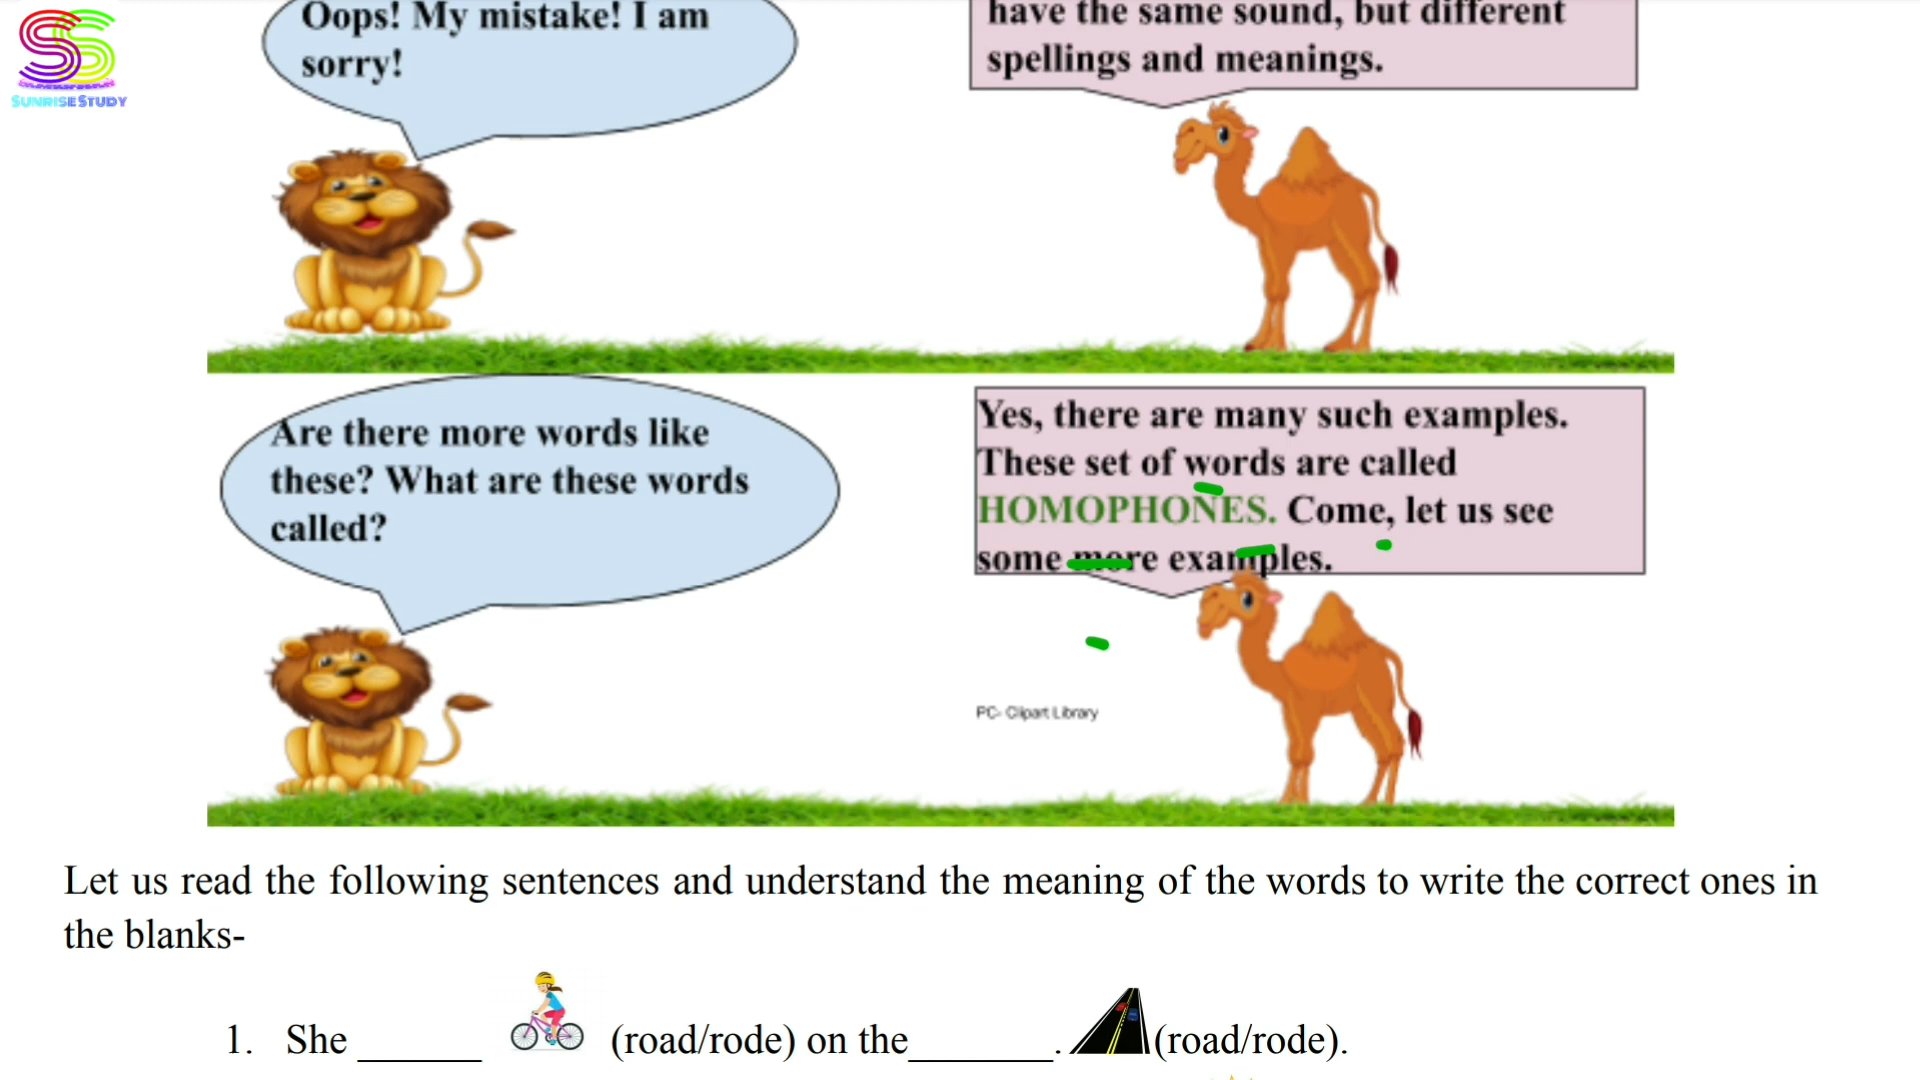 SUNRISESTUDY
Oops! My mistake! I am
sorry!
have the same sound, but different
spellings and meanings.
Are there more words like
these? What are these words
called?
Yes, there are many such examples.
These set of words are called
HOMOPHONES. Come, let us see
some more examples.
PC- Clipart Library
Let us read the following sentences and understand the meaning of the words to write the correct ones in
the blanks-
1. She ______ (road/rode) on the_______. (road/rode).